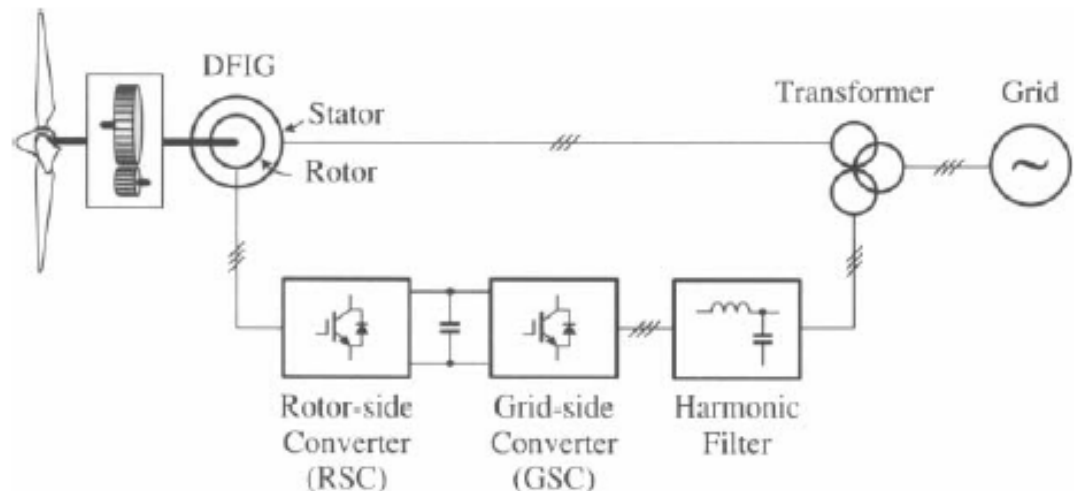 DFIG
Stator
Rotor
Transformer
Grid
~
Rotor-side
Converter
(RSC)
Grid-side
Converter
(GSC)
Harmonic
Filter